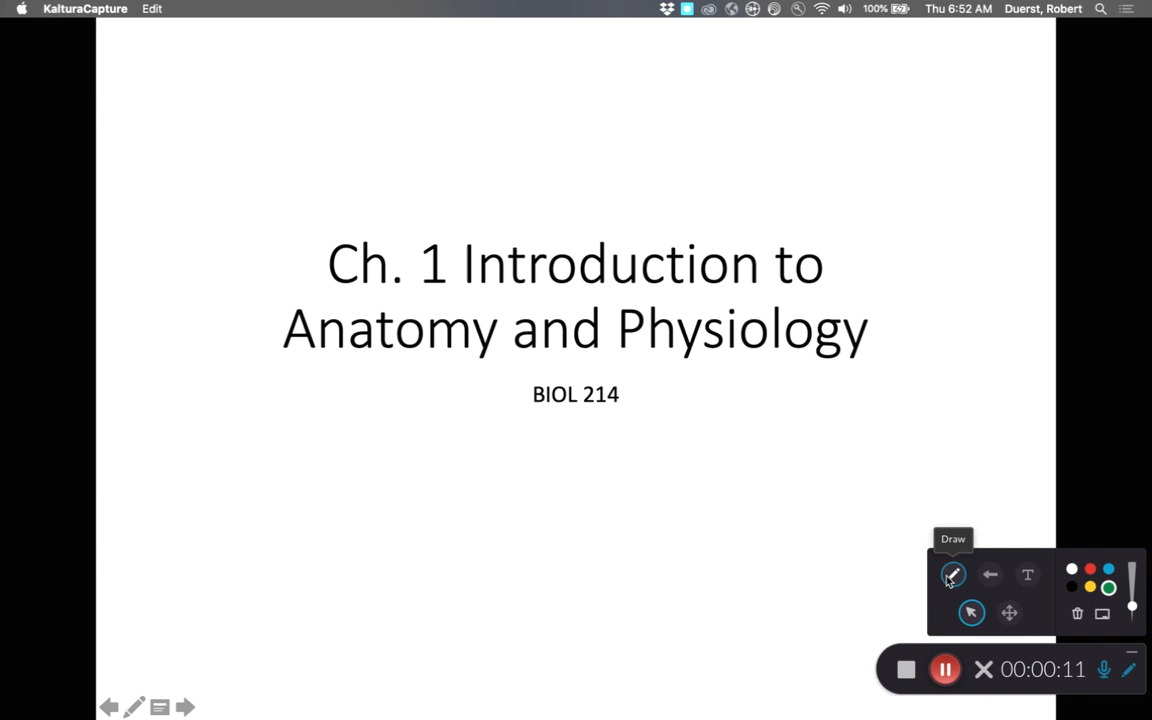 KalturaCapture Edit 100% Thu 6:52 AM Duerst, Robert
Ch. 1 Introduction to
Anatomy and Physiology
BIOL 214
Draw
T
00:00:11